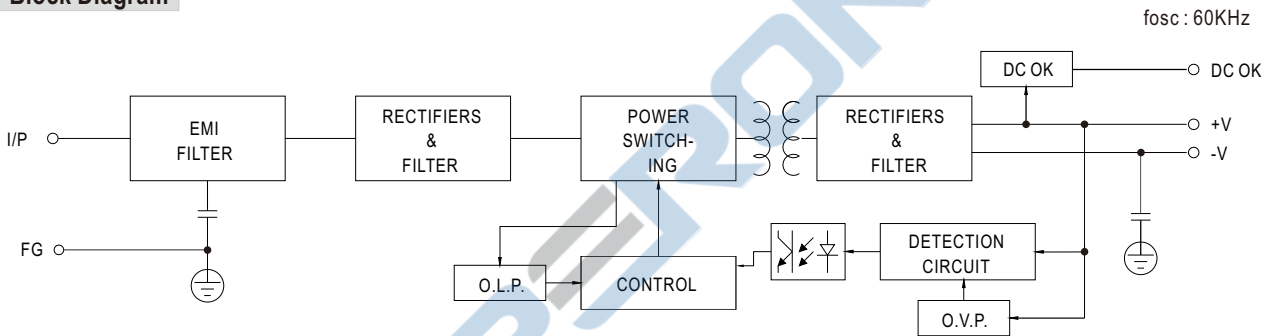 Block Diagram
fosc : 60KHz
DC OK
DC OK
I/P
EMI
FILTER
RECTIFIERS
&
FILTER
POWER
SWITCH-
ING
RECTIFIERS
&
FILTER
+V
-V
FG
O.L.P.
CONTROL
DETECTION
CIRCUIT
O.V.P.